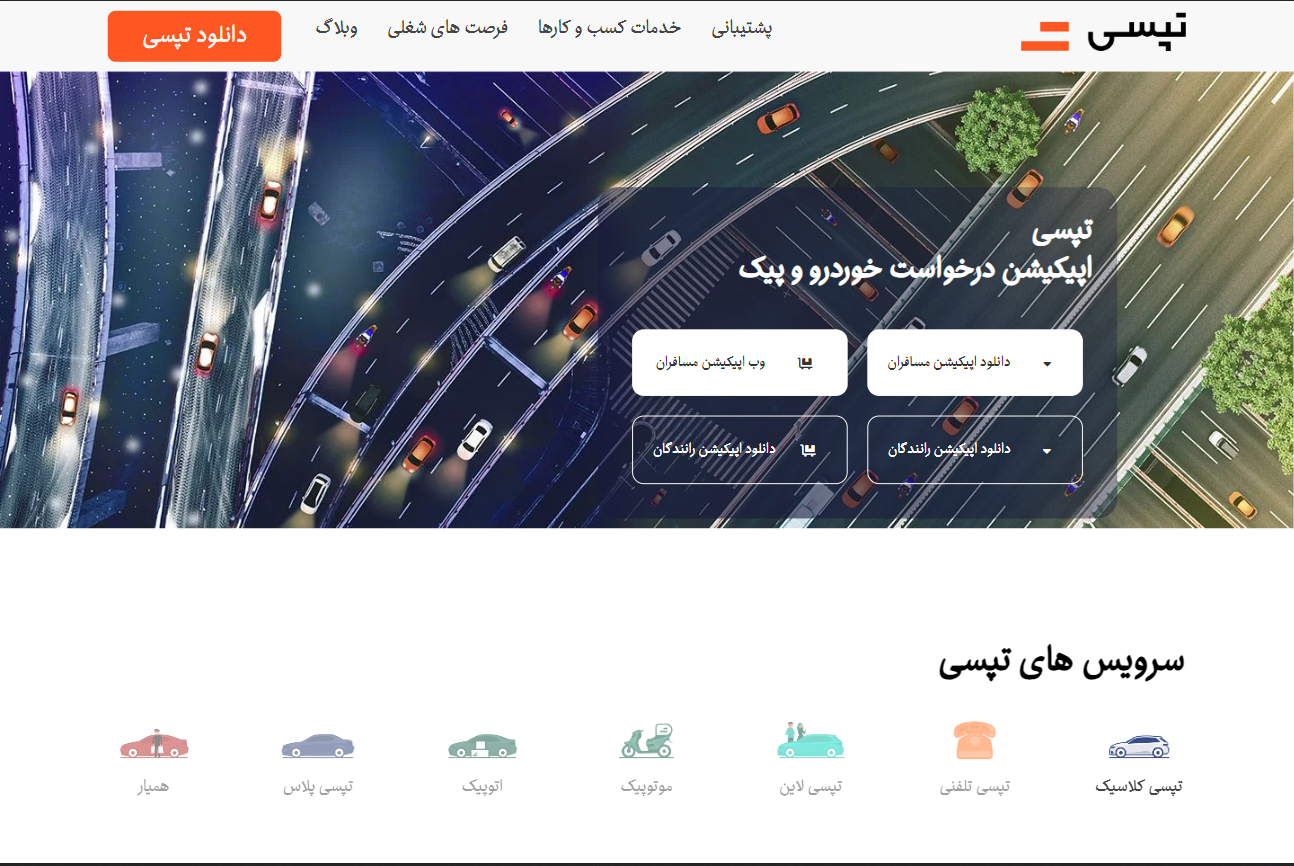 تپسی
پشتیبانی
خدمات کسب و کارها
فرصت های شغلی
وبلاگ
دانلود تپسی
تپسی
اپیکیشن درخواست خوردرو و پیک
دانلود اپیکیشن مسافران
وب اپیکیشن مسافران
دانلود اپیکیشن رانندگان
دانلود اپیکیشن رانندگان
سرویس های تپسی
تپسی کلاسیک
تپسی تلفنی
تپسی لاین
موتوپیک
اتوپیک
تپسی پلاس
همیار